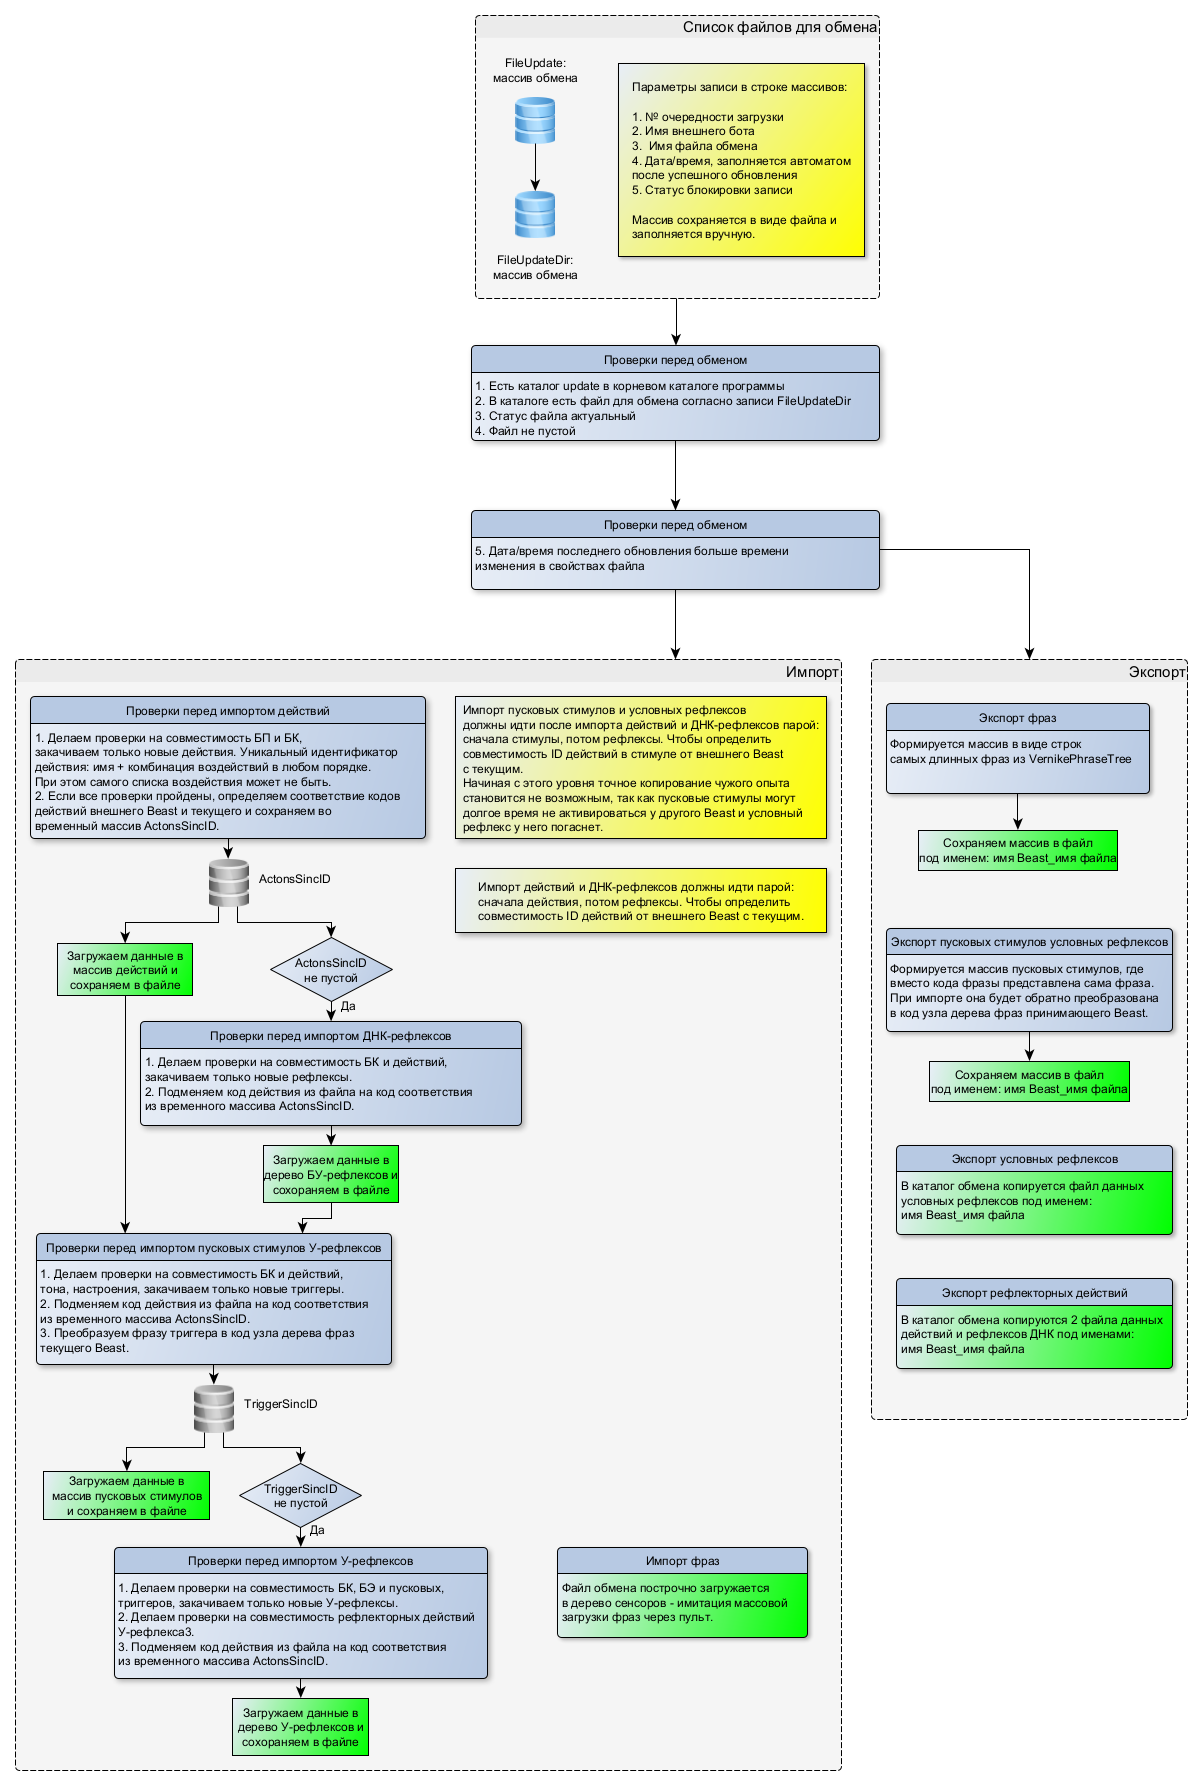 Список файлов для обмена
FileUpdate:
массив обмена
FileUpdateDir:
массив обмена
Параметры записи в строке массивов:
1. № очередности загрузки
2. Имя внешнего бота
3. Имя файла обмена
4. Дата/время, заполняется автоматом
после успешного обновления
5. Статус блокировки записи
Массив сохраняется в виде файла и
заполняется вручную.
Проверки перед обменом
1. Есть каталог update в корневом каталоге программы
2. В каталоге есть файл для обмена согласно записи FileUpdateDir
3. Статус файла актуальный
4. Файл не пустой
Проверки перед обменом
5. Дата/время последнего обновления больше времени
изменения в свойствах файла
Импорт
Проверки перед импортом действий
1. Делаем проверки на совместимость БП и БК,
закачиваем только новые действия. Уникальный идентификатор
действия: имя + комбинация воздействий в любом порядке.
При этом самого списка воздействия может не быть.
2. Если все проверки пройдены, определяем соответствие кодов
действий внешнего Beast и текущего и сохраняем во
временный массив ActonsSincID.
Импорт пусковых стимулов и условных рефлексов
должны идти после импорта действий и ДНК-рефлексов парой:
сначала стимулы, потом рефлексы. Чтобы определить
совместимость ID действий в стимуле от внешнего Beast
с текущим.
Начиная с этого уровня точное копирование чужого опыта
становится не возможным, так как пусковые стимулы могут
долгое время не активироваться у другого Beast и условный
рефлекс у него погаснет.
ActonsSincID
Импорт действий и ДНК-рефлексов должны идти парой:
сначала действия, потом рефлексы. Чтобы определить
совместимость ID действий от внешнего Beast с текущим.
Загружаем данные в
массив действий и
сохраняем в файле
ActonsSincID
не пустой
Да
Проверки перед импортом ДНК-рефлексов
1. Делаем проверки на совместимость БК и действий,
закачиваем только новые рефлексы.
2. Подменяем код действия из файла на код соответствия
из временного массива ActonsSincID.
Загружаем данные в
дерево БУ-рефлексов и
сохораняем в файле
Проверки перед импортом пусковых стимулов У-рефлексов
1. Делаем проверки на совместимость БК и действий,
тона, настроения, закачиваем только новые триггеры.
2. Подменяем код действия из файла на код соответствия
из временного массива ActonsSincID.
3. Преобразуем фразу триггера в код узла дерева фраз
текущего Beast.
TriggerSincID
Загружаем данные в
массив пусковых стимулов
и сохраняем в файле
TriggerSincID
не пустой
Да
Проверки перед импортом У-рефлексов
1. Делаем проверки на совместимость БК, БЭ и пусковых,
триггеров, закачиваем только новые У-рефлексы.
2. Делаем проверки на совместимость рефлекторных действий
У-рефлекса3.
3. Подменяем код действия из файла на код соответствия
из временного массива ActonsSincID.
Загружаем данные в
дерево У-рефлексов и
сохораняем в файле
Импорт фраз
Файл обмена построчно загружается
в дерево сенсоров - имитация массовой
загрузки фраз через пульт.
Экспорт
Экспорт фраз
Формируется массив в виде строк
самых длинных фраз из VernikePhraseTree
Сохраняем массив в файл
под именем: имя Beast_имя файла
Экспорт пусковых стимулов условных рефлексов
Формируется массив пусковых стимулов, где
вместо кода фразы представлена сама фраза.
При импорте она будет обратно преобразована
в код узла дерева фраз принимающего Beast.
Сохраняем массив в файл
под именем: имя Beast_имя файла
Экспорт условных рефлексов
В каталог обмена копируется файл данных
условных рефлексов под именем:
имя Beast_имя файла
Экспорт рефлекторных действий
В каталог обмена копируются 2 файла данных
действий и рефлексов ДНК под именами:
имя Beast_имя файла